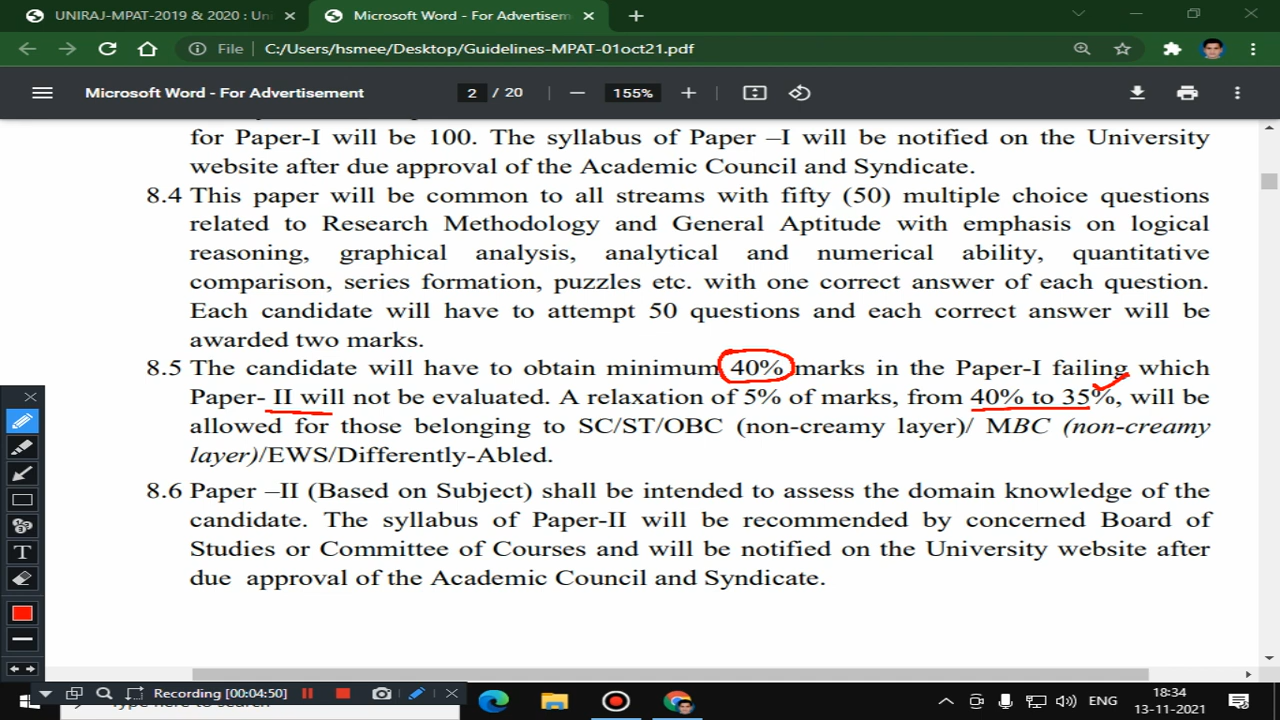 UNIRAJ-MPAT-2019 & 2020 : Uni
Microsoft Word - For Advertisem
File
C:/Users/hsmee/Desktop/Guidelines-MPAT-01oct21.pdf
Microsoft Word - For Advertisement
2 / 20
155%
for Paper-I will be 100. The syllabus of Paper –I will be notified on the University
website after due approval of the Academic Council and Syndicate.
8.4 This paper will be common to all streams with fifty (50) multiple choice questions
related to Research Methodology and General Aptitude with emphasis on logical
reasoning, graphical analysis, analytical and numerical ability, quantitative
comparison, series formation, puzzles etc. with one correct answer of each question.
Each candidate will have to attempt 50 questions and each correct answer will be
awarded two marks.
8.5 The candidate will have to obtain minimum 40% marks in the Paper-I failing which
Paper- II will not be evaluated. A relaxation of 5% of marks, from 40% to 35%, will be
allowed for those belonging to SC/ST/OBC (non-creamy layer)/ MBC (non-creamy
layer)/EWS/Differently-Abled.
8.6 Paper –II (Based on Subject) shall be intended to assess the domain knowledge of the
candidate. The syllabus of Paper-II will be recommended by concerned Board of
Studies or Committee of Courses and will be notified on the University website after
due approval of the Academic Council and Syndicate.
T
Recording [00:04:50]
Type here to search
ENG
18:34
13-11-2021